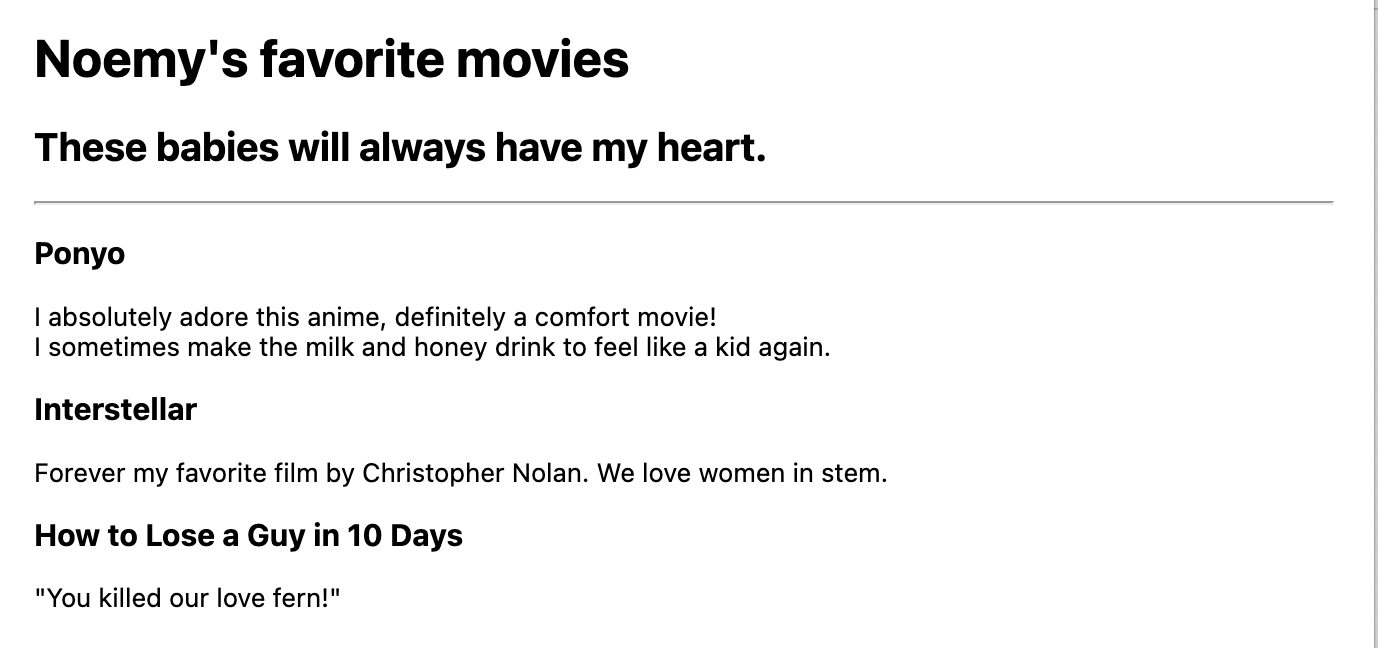 Noemy's favorite movies
These babies will always have my heart.
Ponyo
I absolutely adore this anime, definitely a comfort movie!
I sometimes make the milk and honey drink to feel like a kid again.
Interstellar
Forever my favorite film by Christopher Nolan. We love women in stem.
How to Lose a Guy in 10 Days
"You killed our love fern!"